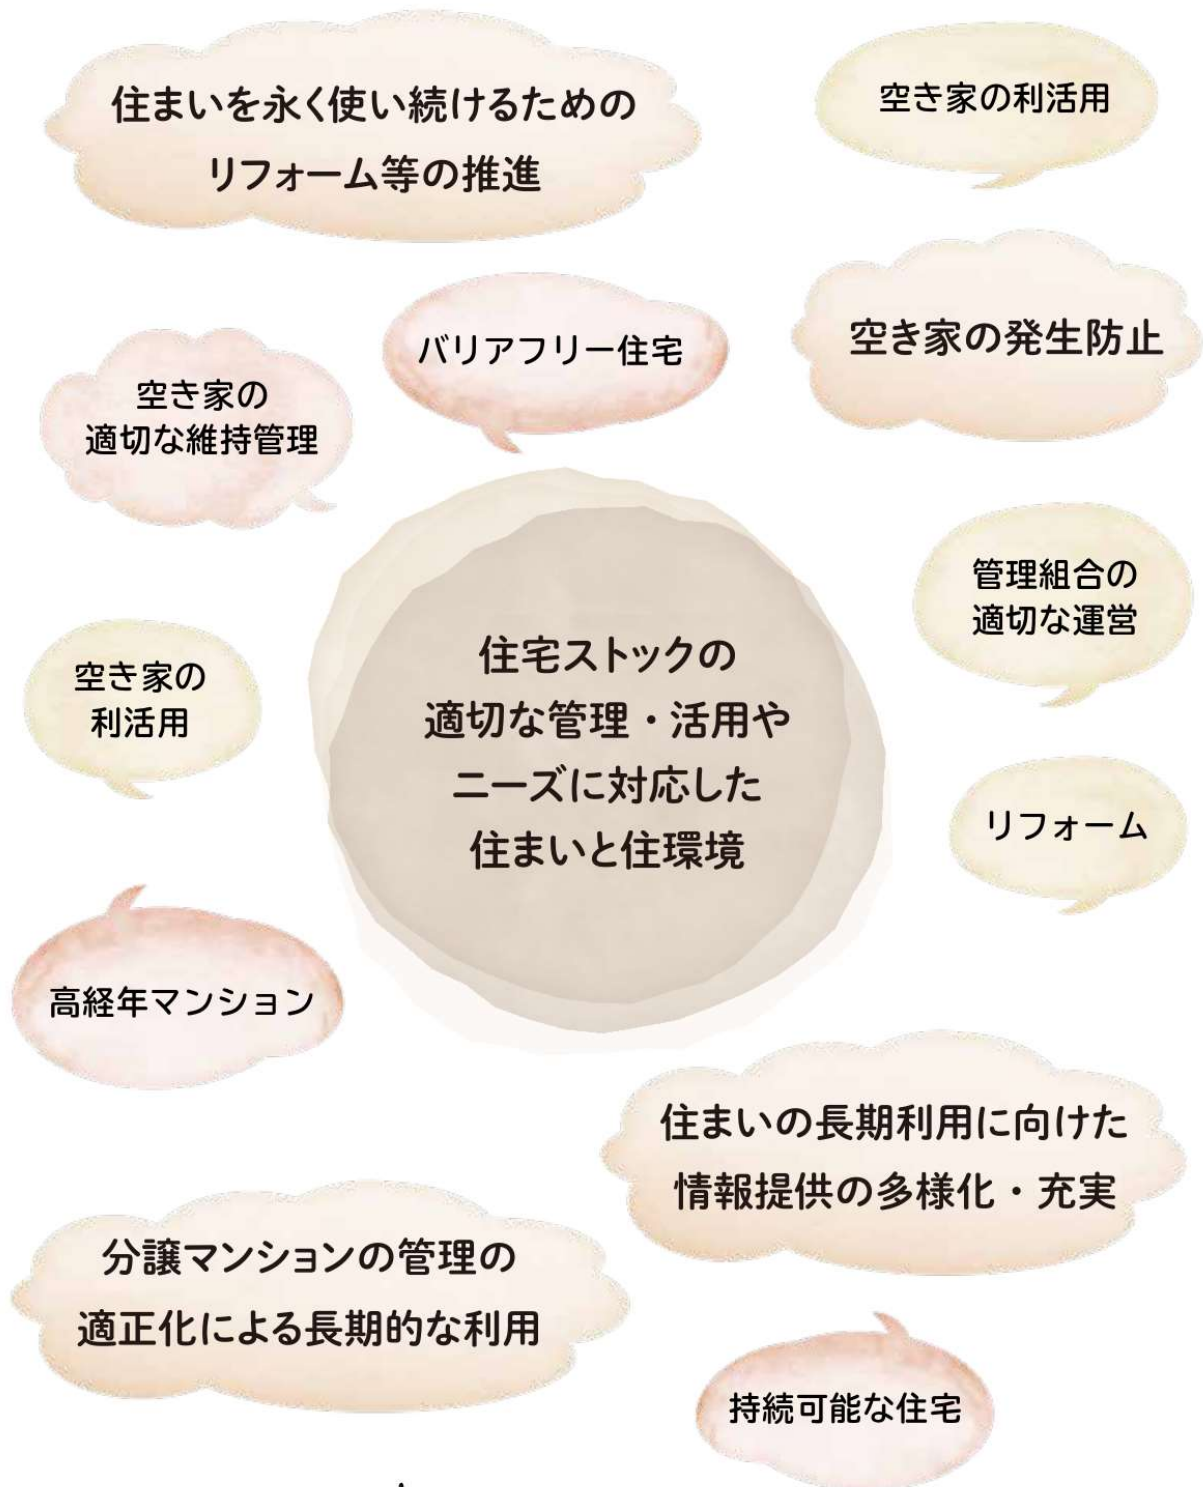 住まいを永く使い続けるための
リフォーム等の推進
空き家の利活用
バリアフリー住宅
空き家の発生防止
空き家の
適切な維持管理
管理組合の
適切な運営
住宅ストックの
適切な管理・活用や
ニーズに対応した
住まいと住環境
空き家の
利活用
リフォーム
高経年マンション
住まいの長期利用に向けた
情報提供の多様化・充実
分譲マンションの管理の
適正化による長期的な利用
持続可能な住宅